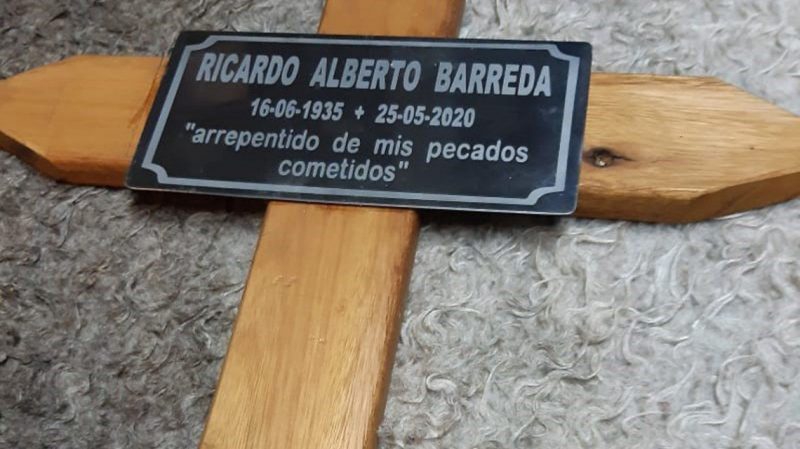 RICARDO ALBERTO BARREDA
16-06-1935 + 25-05-2020
"arrepentido de mis pecados
cometidos"